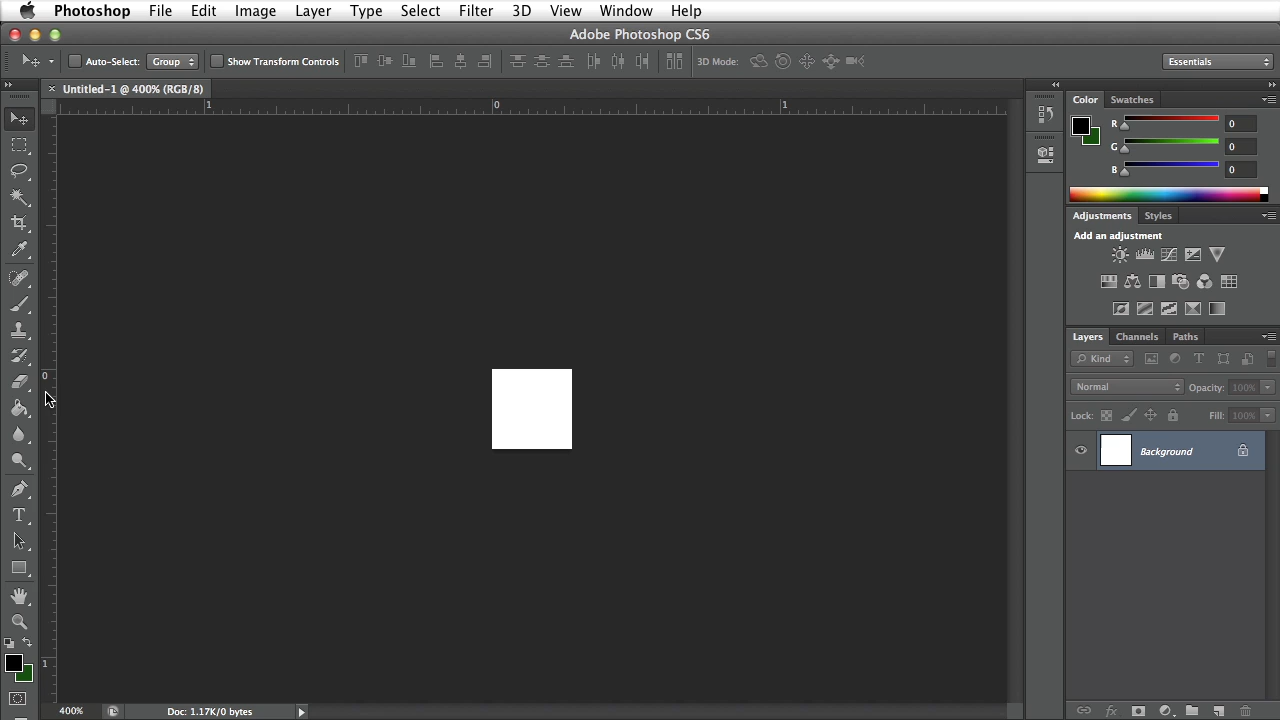 Photoshop File Edit Image Layer Type Select Filter 3D View Window Help
Adobe Photoshop CS6
Auto-Select: Group Show Transform Controls 3D Mode: Essentials
Untitled-1 @ 400% (RGB/8)
1 0 1
Color Swatches
R 0
G 0
B 0
Adjustments Styles
Add an adjustment
Layers Channels Paths
Kind
Normal Opacity: 100%
Lock: Fill: 100%
Background
0
1
400% Doc: 1.17K/0 bytes